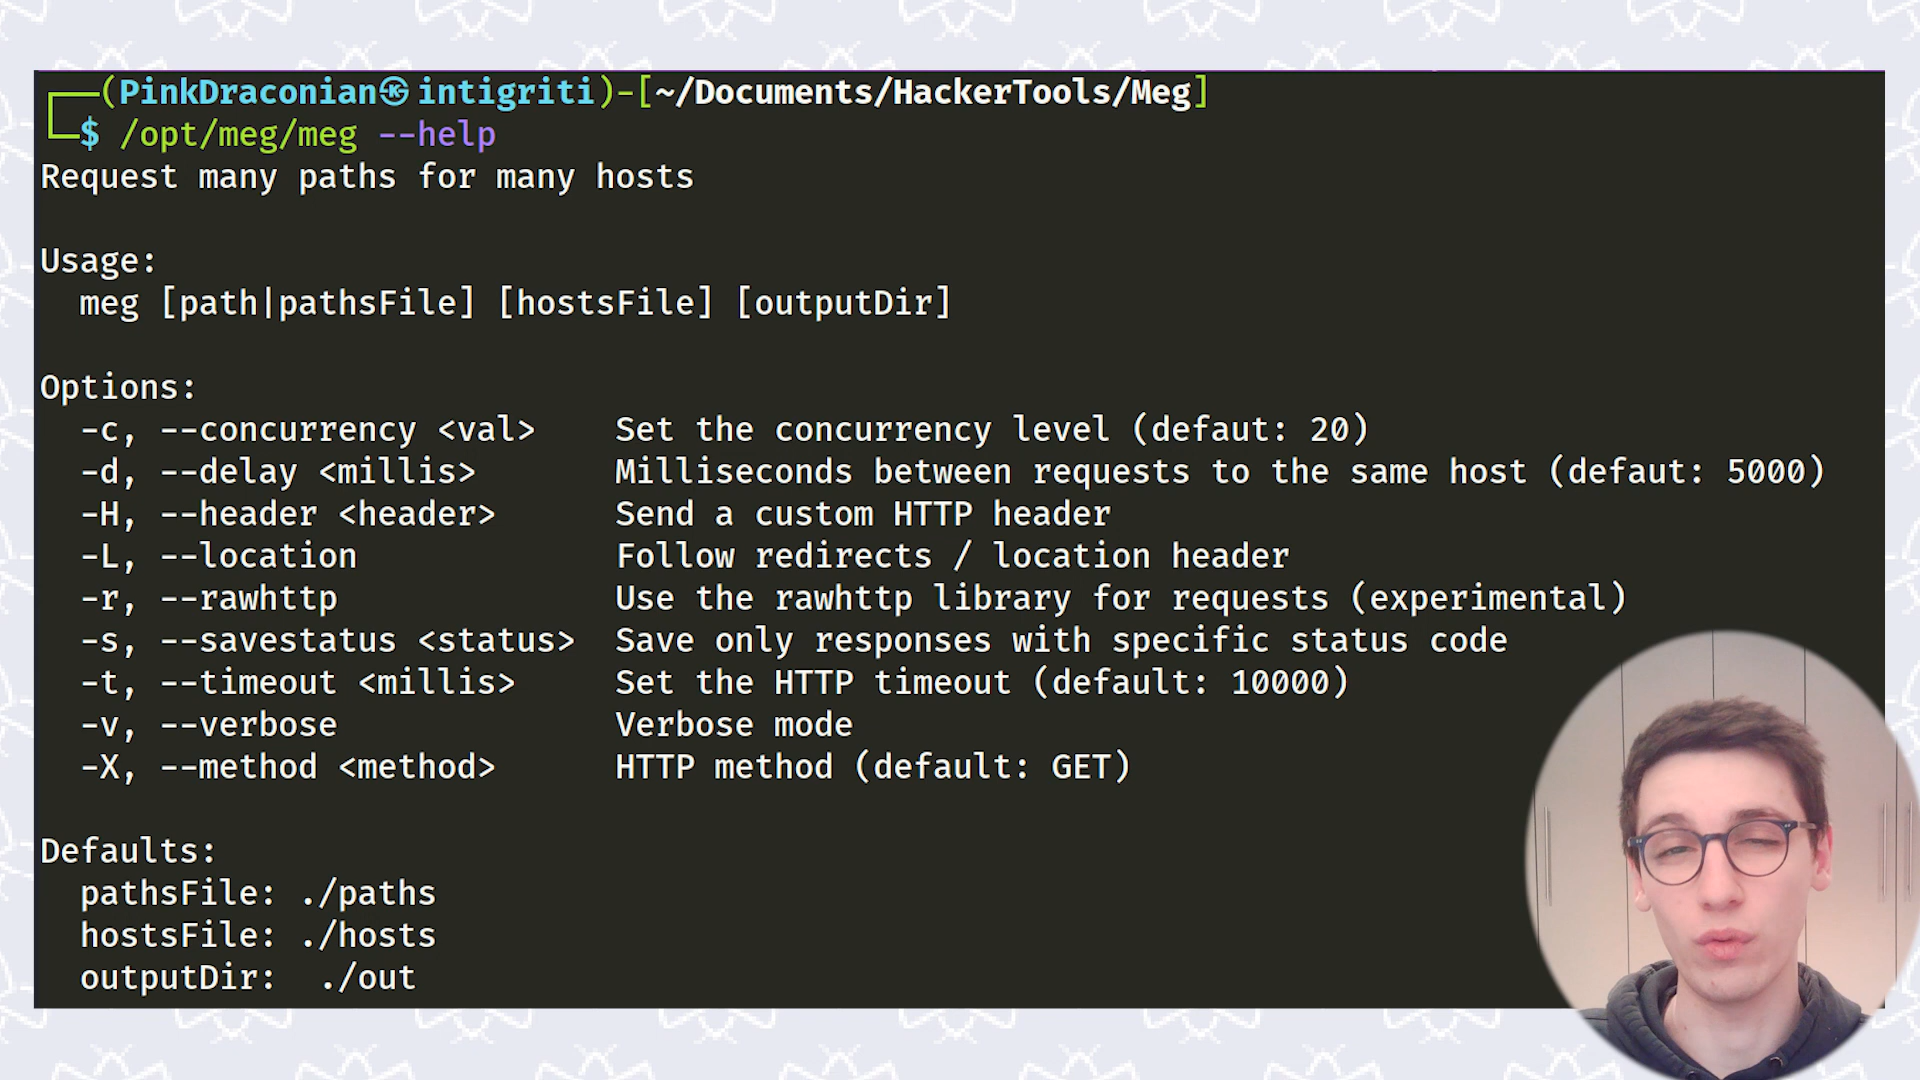 (PinkDraconian㉿intigriti)-[~/Documents/HackerTools/Meg]
$ /opt/meg/meg --help
Request many paths for many hosts
Usage:
meg [path|pathsFile] [hostsFile] [outputDir]
Options:
-c, --concurrency <val> Set the concurrency level (defaut: 20)
-d, --delay <millis> Milliseconds between requests to the same host (defaut: 5000)
-H, --header <header> Send a custom HTTP header
-L, --location Follow redirects / location header
-r, --rawhttp Use the rawhttp library for requests (experimental)
-s, --savestatus <status> Save only responses with specific status code
-t, --timeout <millis> Set the HTTP timeout (default: 10000)
-v, --verbose Verbose mode
-X, --method <method> HTTP method (default: GET)
Defaults:
pathsFile: ./paths
hostsFile: ./hosts
outputDir: ./out